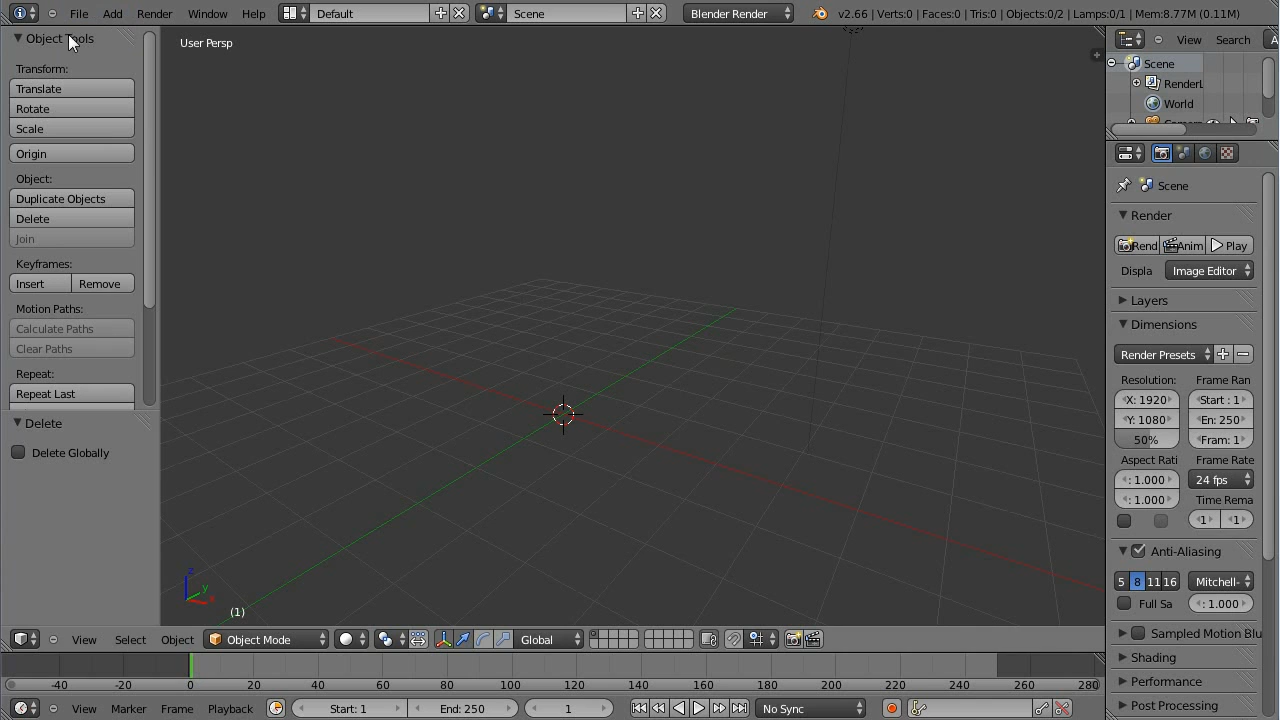 File Add Render Window Help Default Scene Blender Render v2.66 | Verts:0 | Faces:0 | Tris:0 | Objects:0/2 | Lamps:0/1 | Mem:8.77M (0.11M)
Object Tools
Transform:
Translate
Rotate
Scale
Origin
Object:
Duplicate Objects
Delete
Join
Keyframes:
Insert Remove
Motion Paths:
Calculate Paths
Clear Paths
Repeat:
Repeat Last
Delete
Delete Globally
User Persp
z
y
x
(1)
View Select Object Object Mode Global
-40 -20 0 20 40 60 80 100 120 140 160 180 200 220 240 260 280
View Marker Frame Playback Start: 1 End: 250 1 No Sync
View Search A
Scene
RenderL
World
Scene
Render
Rend Anim Play
Displa Image Editor
Layers
Dimensions
Render Presets
Resolution: Frame Ran
X: 1920 Start : 1
Y: 1080 En: 250
50% Fram: 1
Aspect Rati Frame Rate
: 1.000 24 fps
: 1.000 Time Rema
1 1
Anti-Aliasing
5 8 11 16 Mitchell-
Full Sa : 1.000
Sampled Motion Blu
Shading
Performance
Post Processing